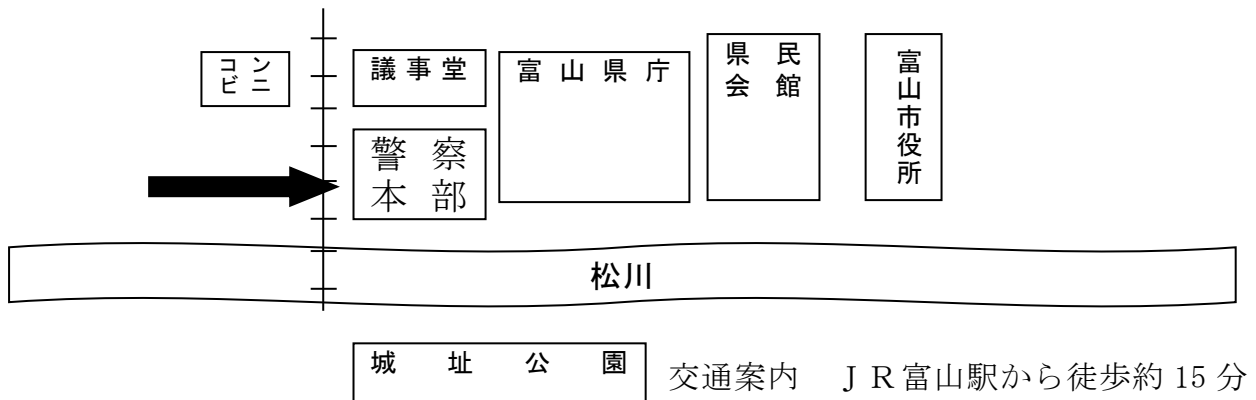 コンビニ
議事堂
富山県庁
県民会館
富山市役所
警察
本部
松川
城址公園
交通案内　ＪＲ富山駅から徒歩約 15 分